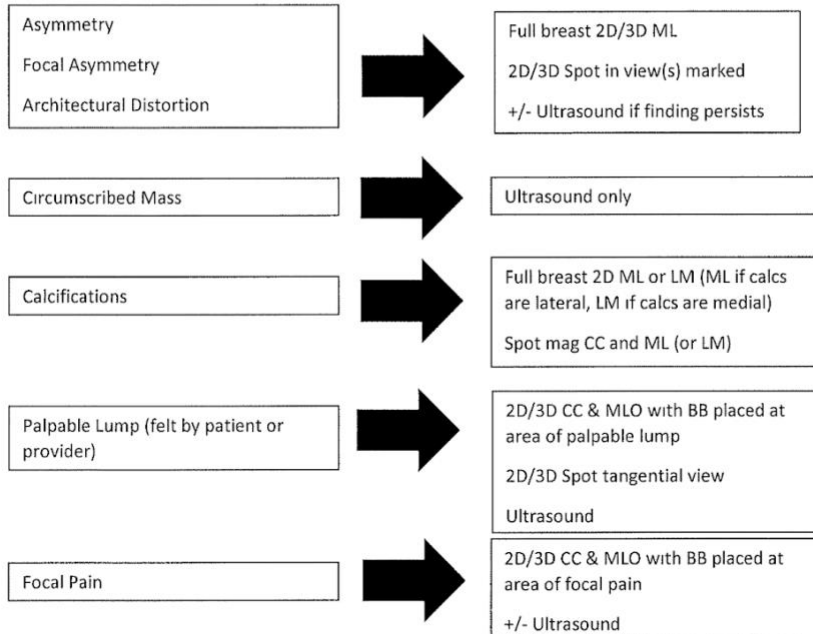 Asymmetry
Focal Asymmetry
Architectural Distortion
Full breast 2D/3D ML
2D/3D Spot in view(s) marked
+/- Ultrasound if finding persists
Circumscribed Mass
Ultrasound only
Calcifications
Full breast 2D ML or LM (ML if calcs
are lateral, LM if calcs are medial)
Spot mag CC and ML (or LM)
Palpable Lump (felt by patient or
provider)
2D/3D CC & MLO with BB placed at
area of palpable lump
2D/3D Spot tangential view
Ultrasound
Focal Pain
2D/3D CC & MLO with BB placed at
area of focal pain
+/- Ultrasound